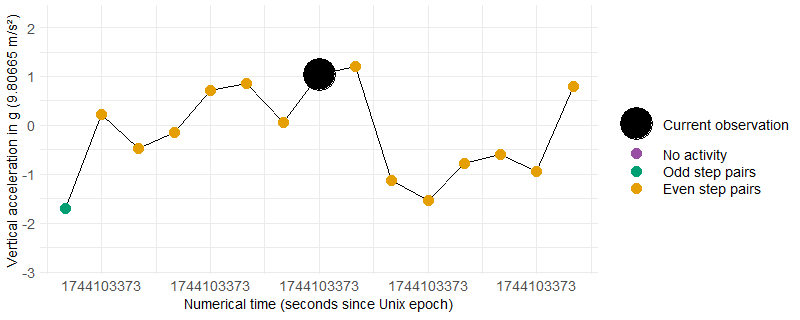 Vertical acceleration in g (9.80665 m/s²)
2
1
0
-1
-2
-3
1744103373 1744103373 1744103373 1744103373 1744103373
Numerical time (seconds since Unix epoch)
Current observation
No activity
Odd step pairs
Even step pairs